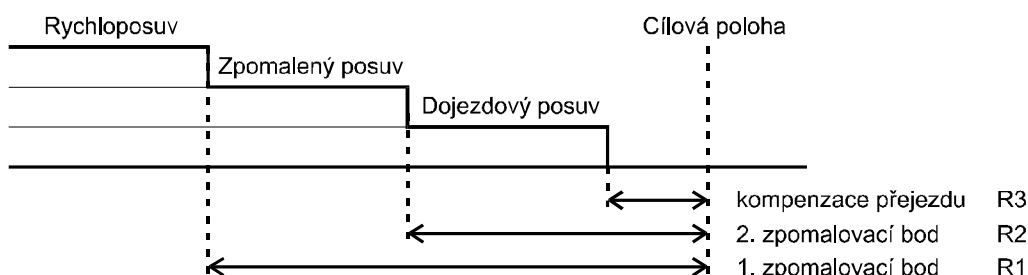 Rychloposuv Cílová poloha
Zpomalený posuv
Dojezdový posuv
kompenzace přejezdu R3
2. zpomalovací bod R2
1. zpomalovací bod R1